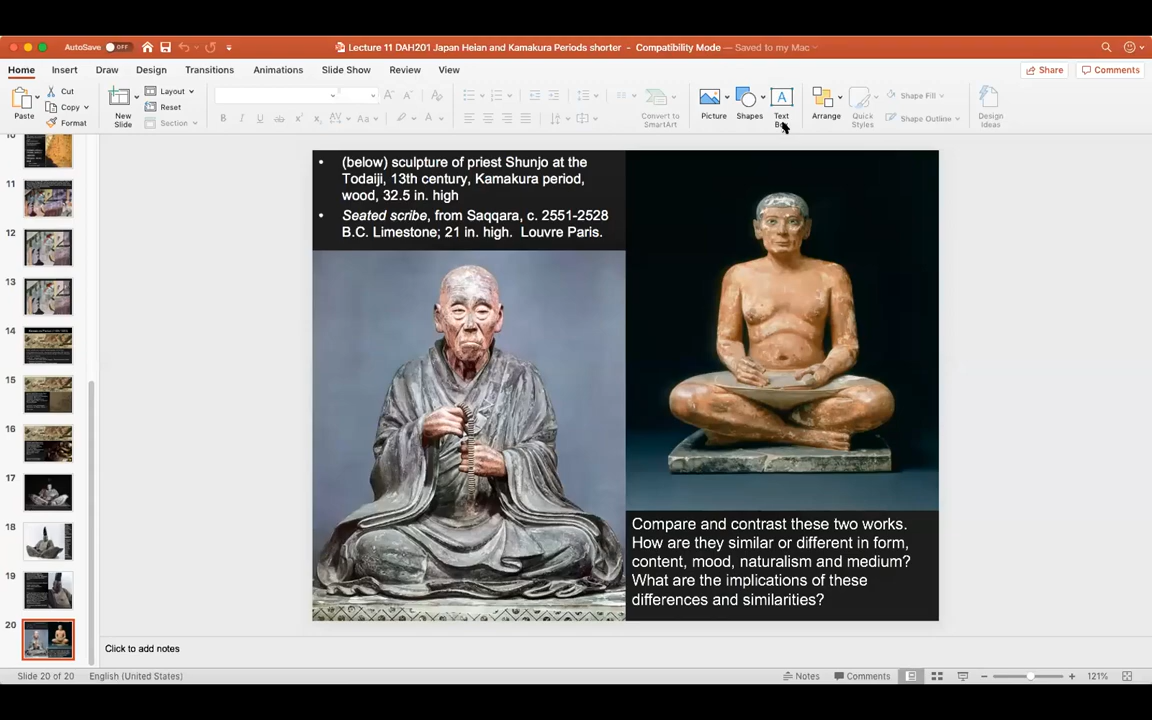 AutoSave OFF
Lecture 11 DAH201 Japan Heian and Kamakura Periods shorter - Compatibility Mode — Saved to my Mac
Home Insert Draw Design Transitions Animations Slide Show Review View
Share Comments
Paste
Cut
Copy
Format
New
Slide
Layout
Reset
Section
Convert to
SmartArt
Picture
Shapes
Text
Arrange
Quick
Styles
Shape Fill
Shape Outline
Design
Ideas
11
12
13
14
15
16
17
18
19
20
• (below) sculpture of priest Shunjo at the
Todaiji, 13th century, Kamakura period,
wood, 32.5 in. high
• Seated scribe, from Saqqara, c. 2551-2528
B.C. Limestone; 21 in. high. Louvre Paris.
Compare and contrast these two works.
How are they similar or different in form,
content, mood, naturalism and medium?
What are the implications of these
differences and similarities?
Click to add notes
Slide 20 of 20 English (United States)
Notes Comments 121%